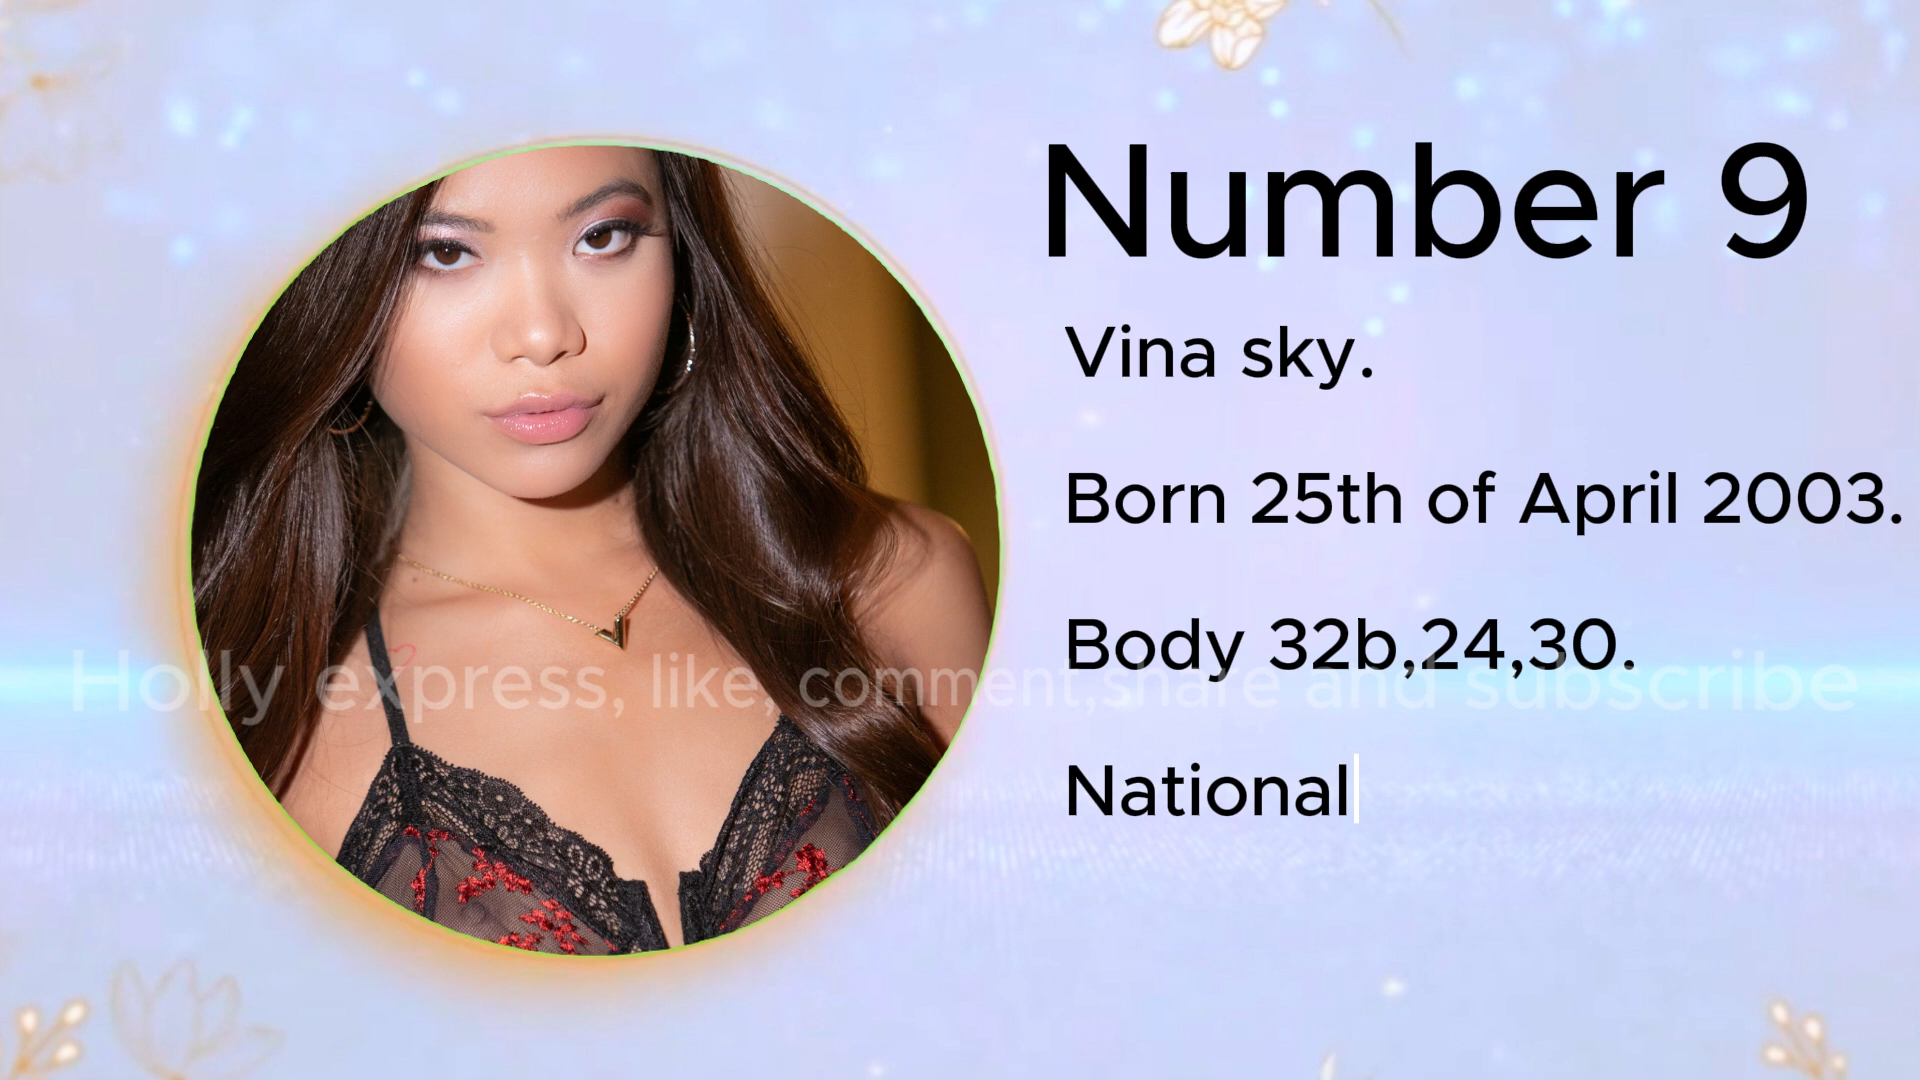 Number 9
Vina sky.
Born 25th of April 2003.
Body 32b,24,30.
Holly express, like, comment,share and subscribe
National